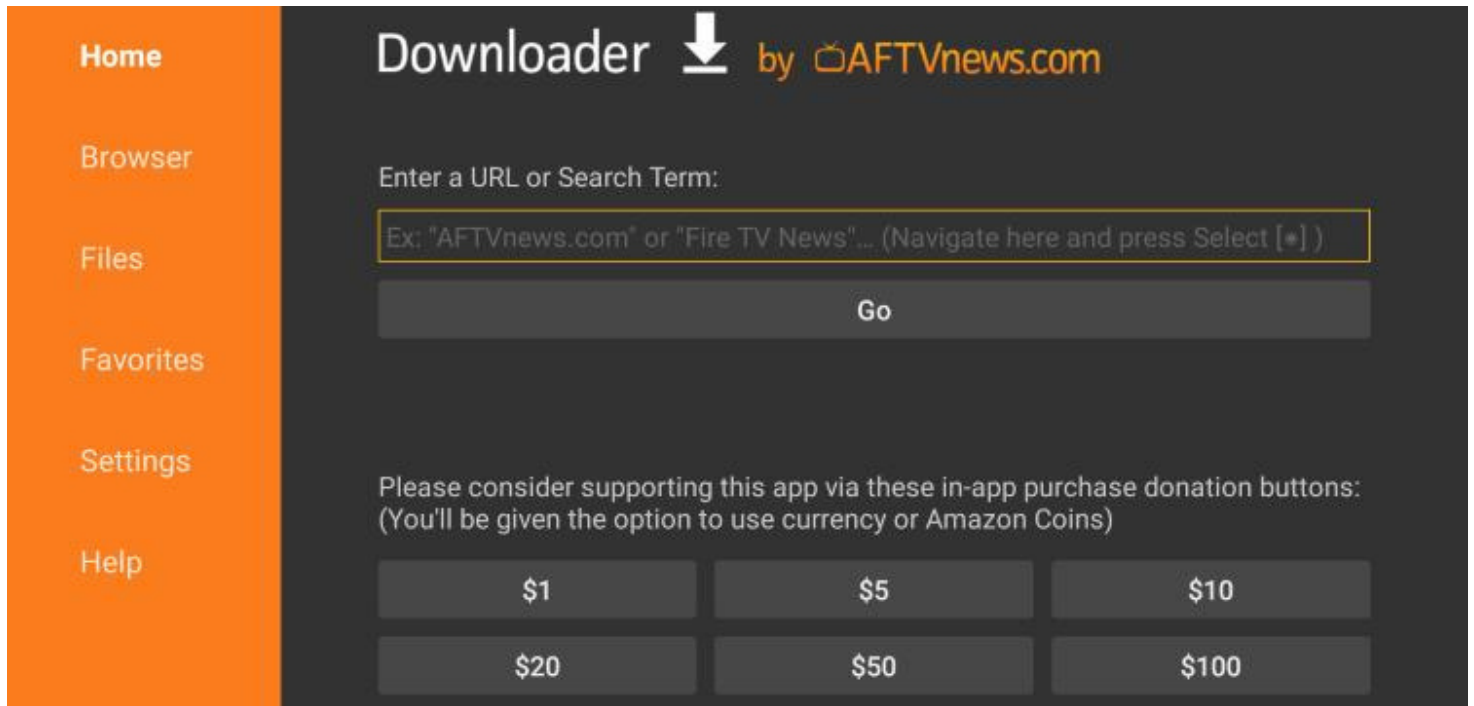 Home
Browser
Files
Favorites
Settings
Help
Downloader by AFTVnews.com
Enter a URL or Search Term:
Ex: "AFTVnews.com" or "Fire TV News"... (Navigate here and press Select [●] )
Go
Please consider supporting this app via these in-app purchase donation buttons:
(You'll be given the option to use currency or Amazon Coins)
$1 $5 $10
$20 $50 $100